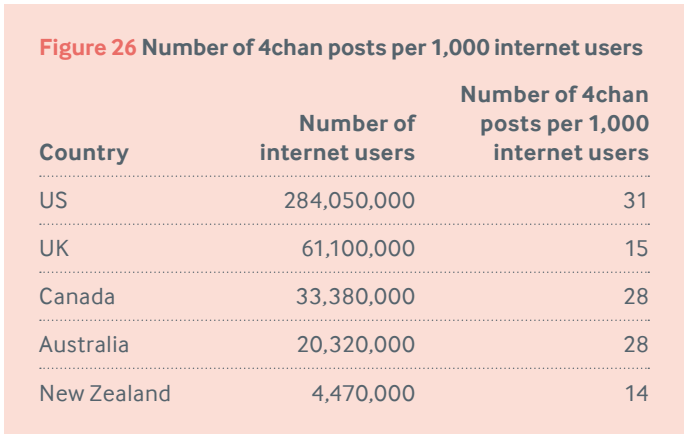 Figure 26 Number of 4chan posts per 1,000 internet users
Number of 4chan
Number of posts per 1,000
Country internet users internet users
US 284,050,000 31
UK 61,100,000 15
Canada 33,380,000 28
Australia 20,320,000 28
New Zealand 4,470,000 14